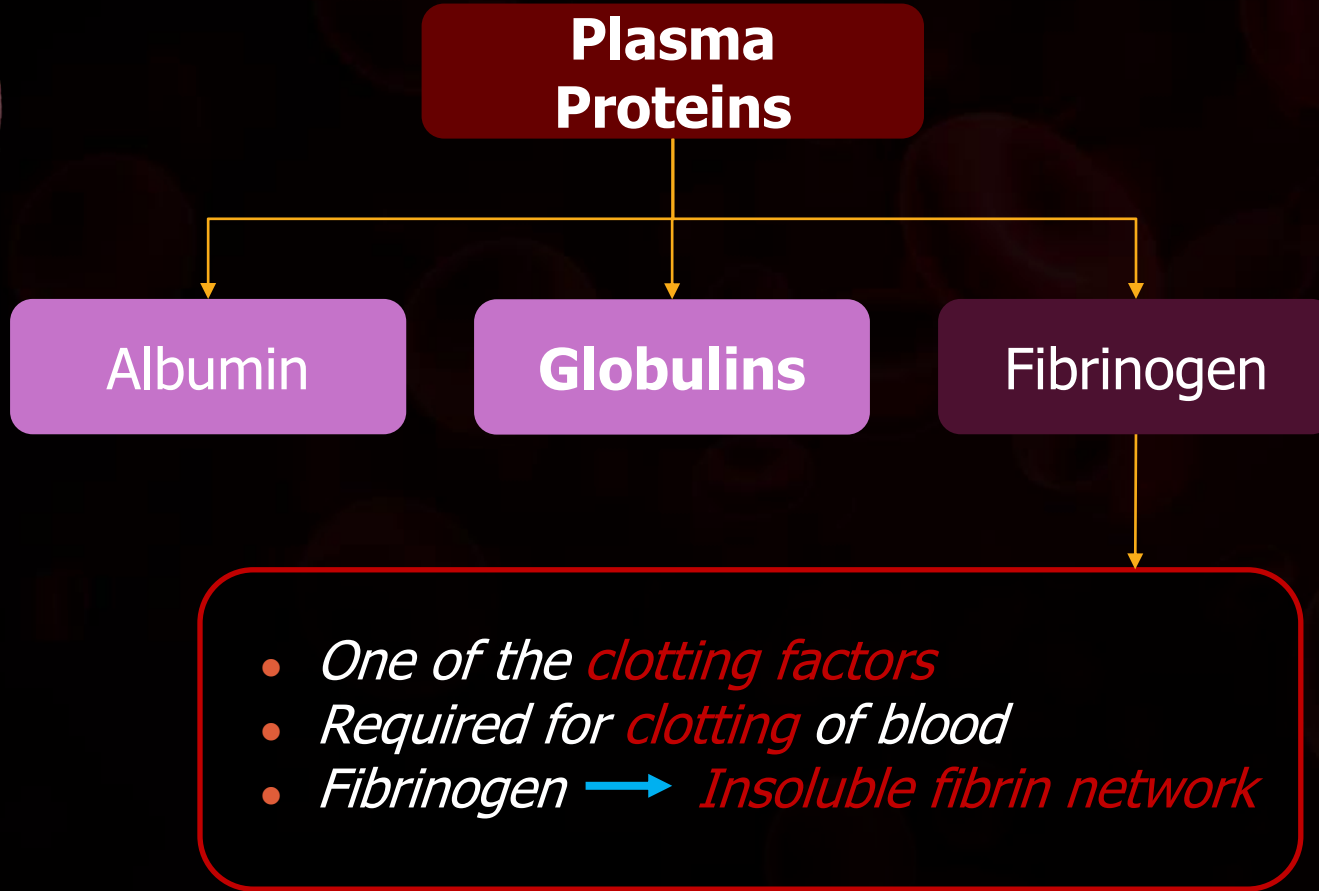 Plasma
Proteins
Albumin
Globulins
Fibrinogen
• One of the clotting factors
• Required for clotting of blood
• Fibrinogen → Insoluble fibrin network